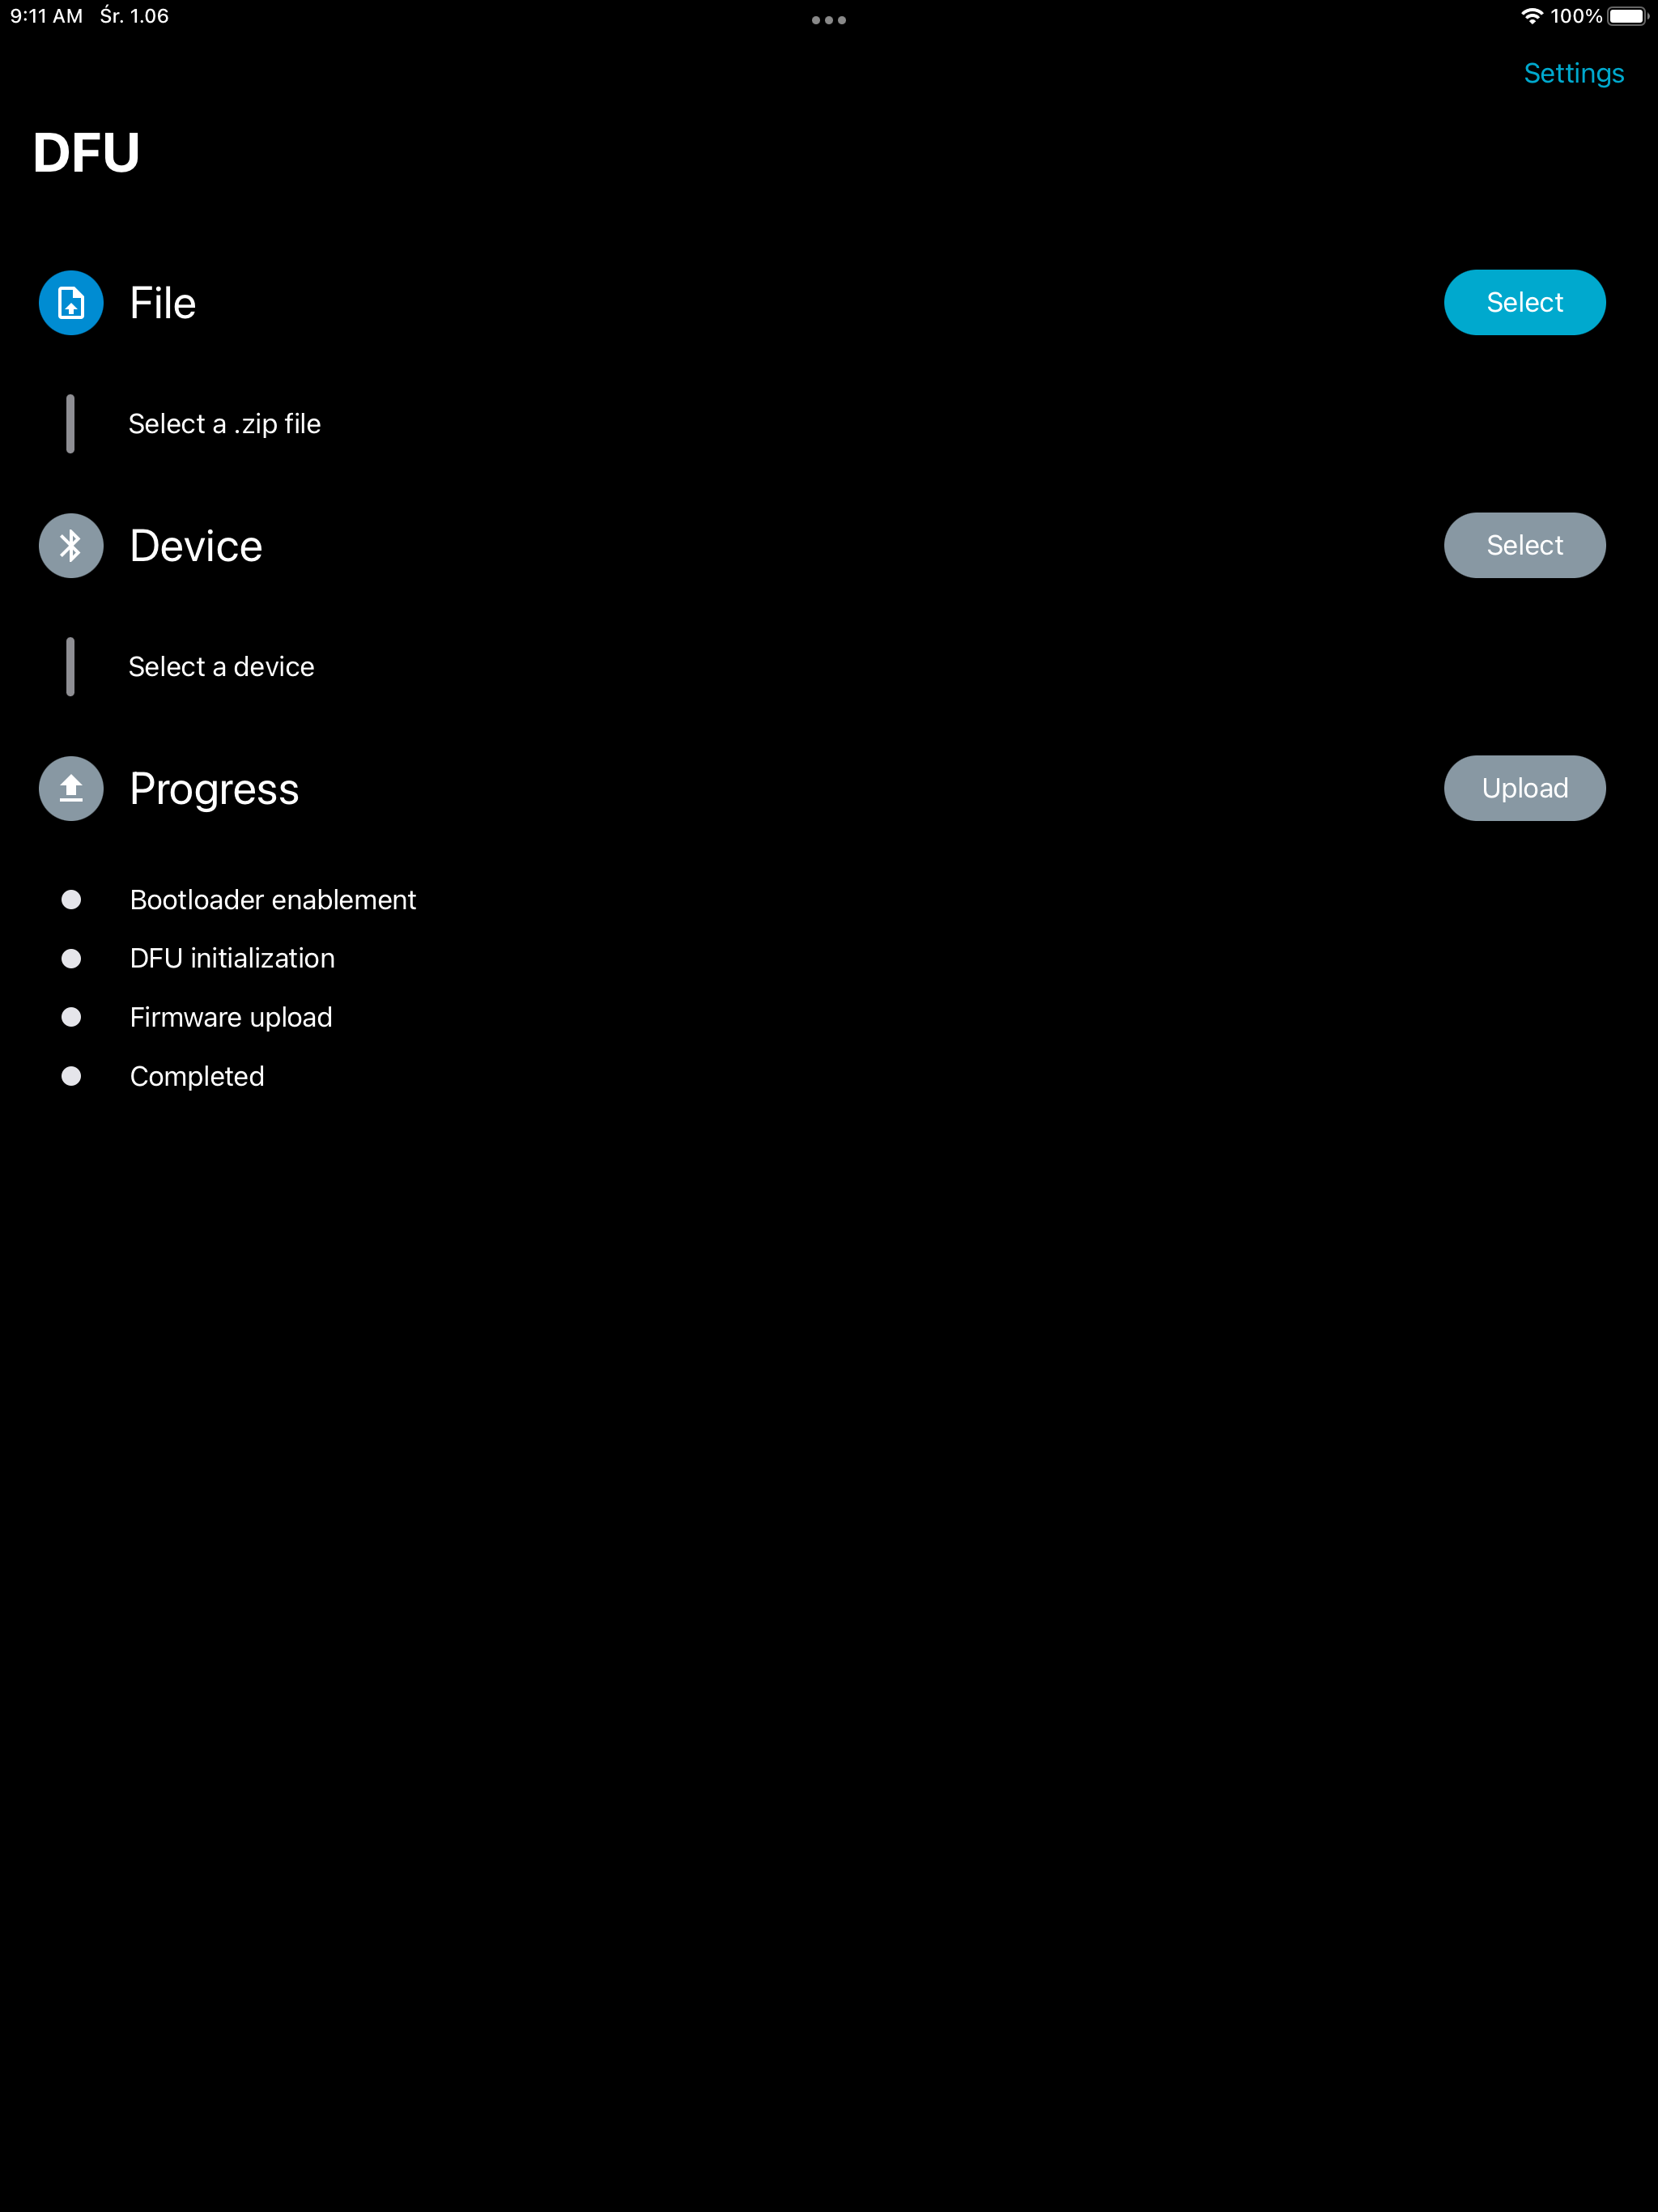 9:11 AM Śr. 1.06 100%
Settings
DFU
File Select
Select a .zip file
Device Select
Select a device
Progress Upload
Bootloader enablement
DFU initialization
Firmware upload
Completed